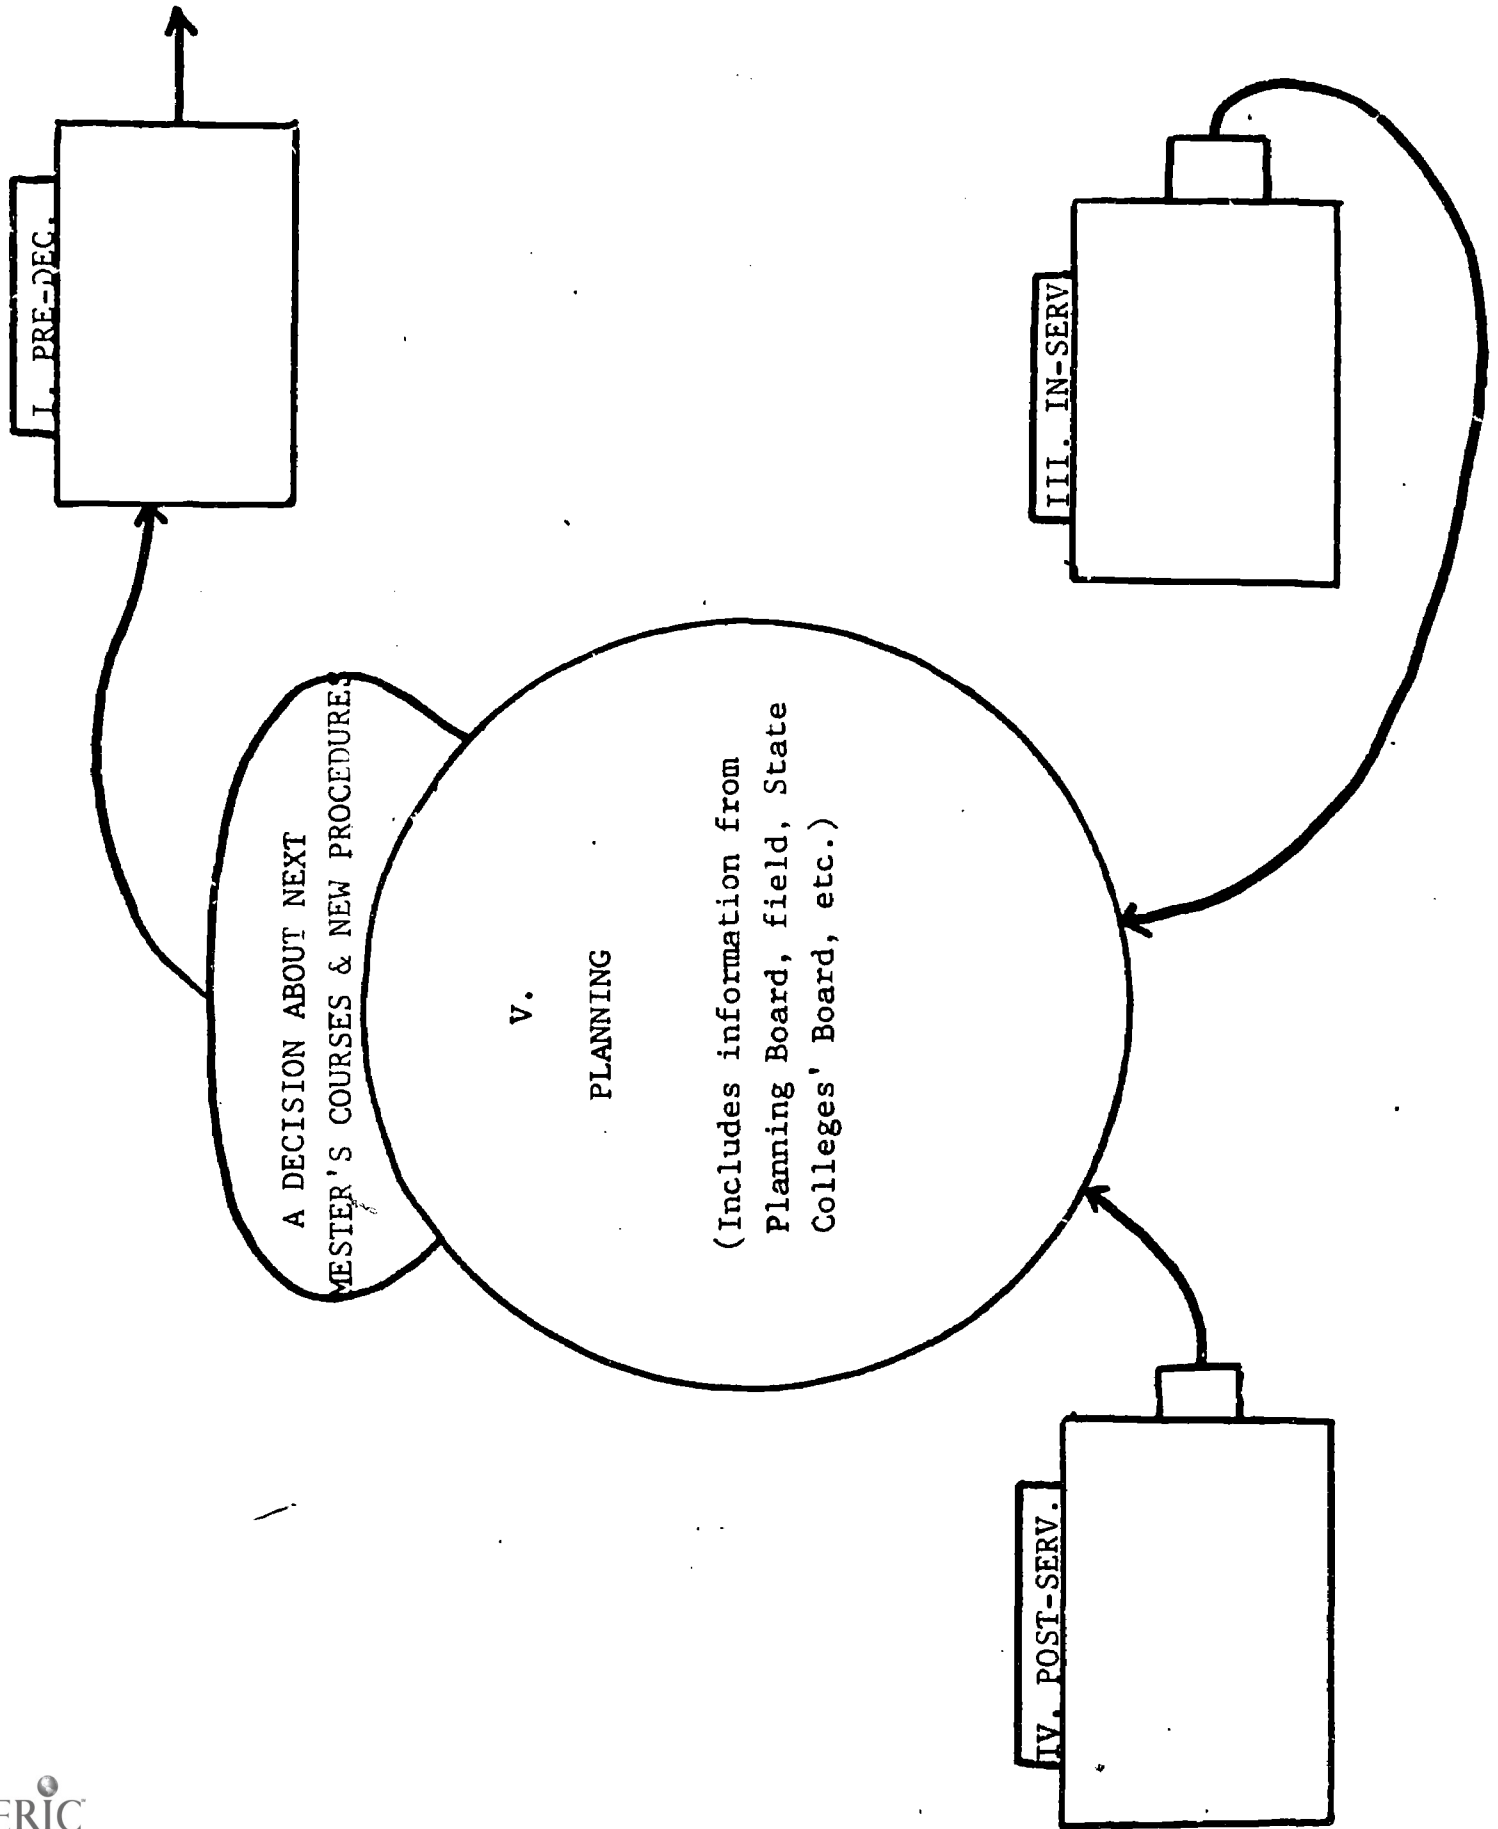 I. PRE-DEC.
A DECISION ABOUT NEXT
MESTER'S COURSES & NEW PROCEDURES
V.
PLANNING
(Includes information from
Planning Board, field, State
Colleges' Board, etc.)
III. IN-SERV
IV. POST-SERV.
ERIC